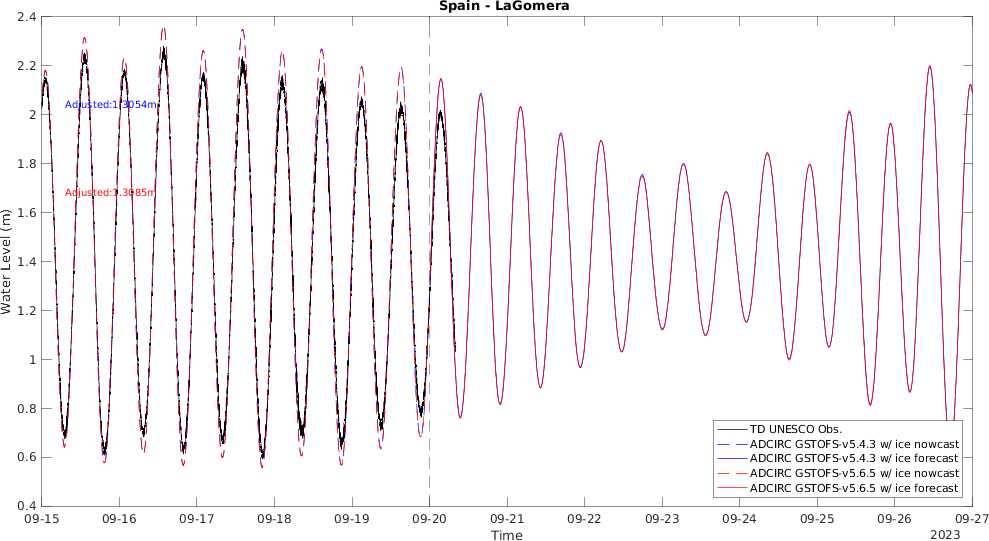 Spain - LaGomera
2.4
2.2
2
1.8
1.6
1.4
1.2
1
0.8
0.6
0.4
Water Level (m)
Adjusted:1.3054m
Adjusted:1.3085m
TD UNESCO Obs.
ADCIRC GSTOFS-v5.4.3 w/ ice nowcast
ADCIRC GSTOFS-v5.4.3 w/ ice forecast
ADCIRC GSTOFS-v5.6.5 w/ ice nowcast
ADCIRC GSTOFS-v5.6.5 w/ ice forecast
09-15 09-16 09-17 09-18 09-19 09-20 09-21 09-22 09-23 09-24 09-25 09-26 09-27
Time
2023